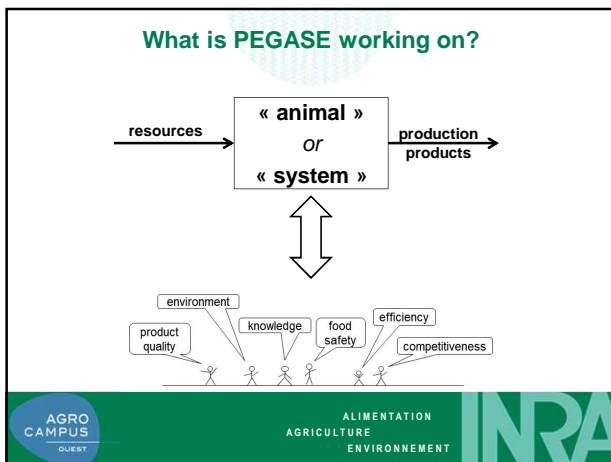 What is PEGASE working on?
« animal »
or
« system »
resources
production
products
environment
product
quality
knowledge
food
safety
efficiency
competitiveness
AGRO
CAMPUS
OUEST
ALIMENTATION
AGRICULTURE
ENVIRONNEMENT
INRA